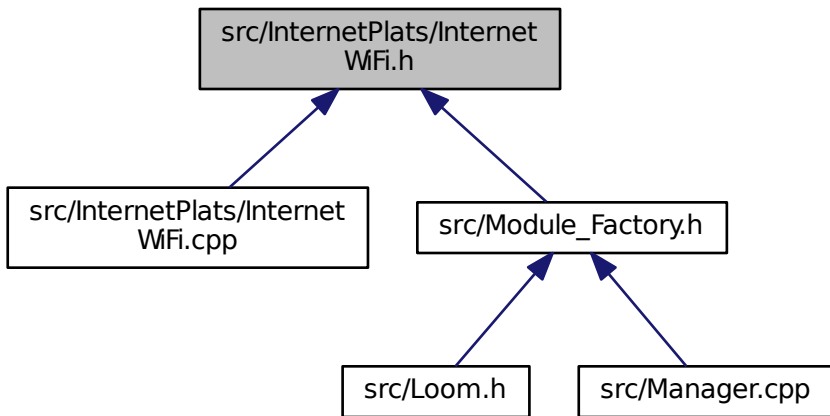 src/InternetPlats/Internet
WiFi.h
src/InternetPlats/Internet
WiFi.cpp
src/Module_Factory.h
src/Loom.h
src/Manager.cpp